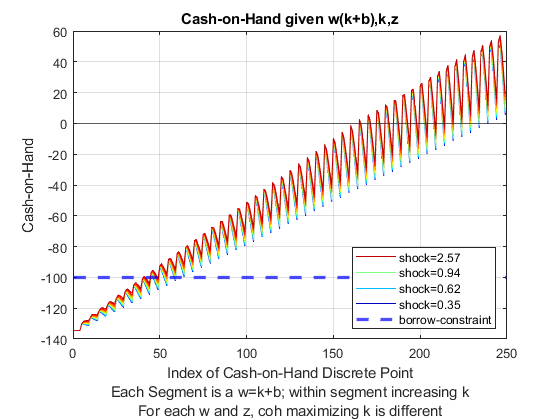 Cash-on-Hand given w(k+b),k,z
60
40
20
0
-20
-40
-60
-80
-100
-120
-140
Cash-on-Hand
shock=2.57
shock=0.94
shock=0.62
shock=0.35
borrow-constraint
0 50 100 150 200 250
Index of Cash-on-Hand Discrete Point
Each Segment is a w=k+b; within segment increasing k
For each w and z, coh maximizing k is different